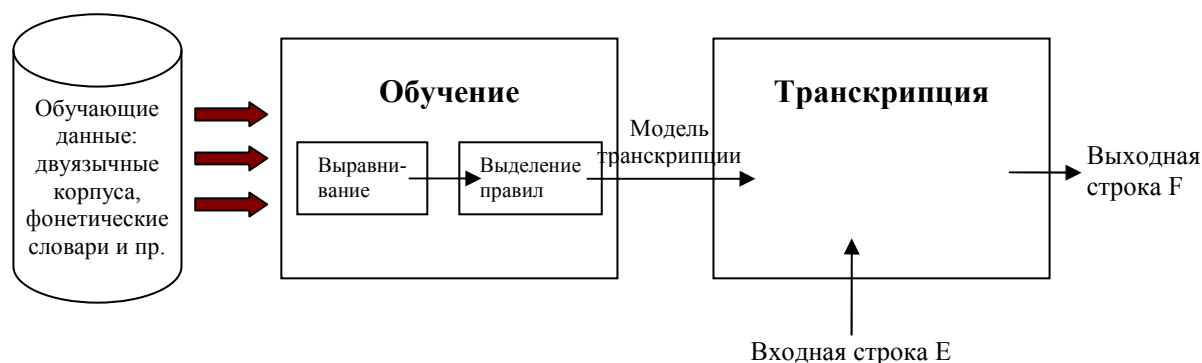 Обучающие
данные:
двуязычные
корпуса,
фонетические
словари и пр.
Обучение
Выравни-
вание
Выделение
правил
Модель
транскрипции
Транскрипция
Входная строка E
Выходная
строка F